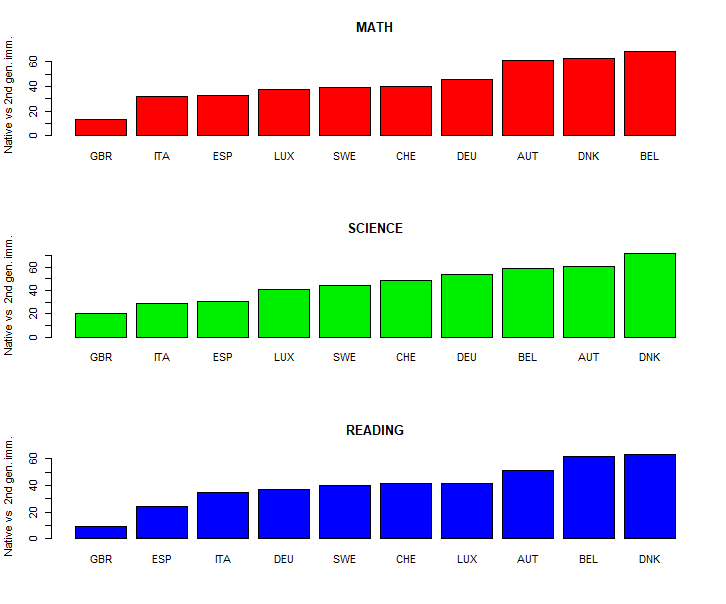 MATH
Native vs 2nd gen. imm.
60
40
20
0
GBR ITA ESP LUX SWE CHE DEU AUT DNK BEL
SCIENCE
Native vs 2nd gen. imm.
60
40
20
0
GBR ITA ESP LUX SWE CHE DEU BEL AUT DNK
READING
Native vs 2nd gen. imm.
60
40
20
0
GBR ESP ITA DEU SWE CHE LUX AUT BEL DNK